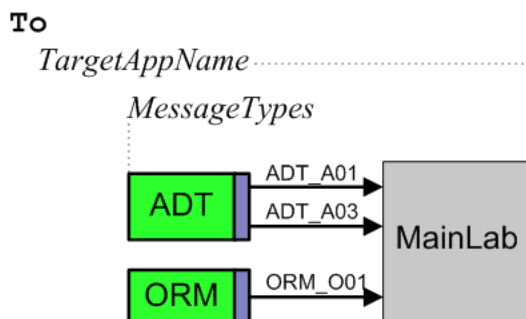 To
TargetAppName
MessageTypes
ADT_A01
ADT
ADT_A03
MainLab
ORM_O01
ORM